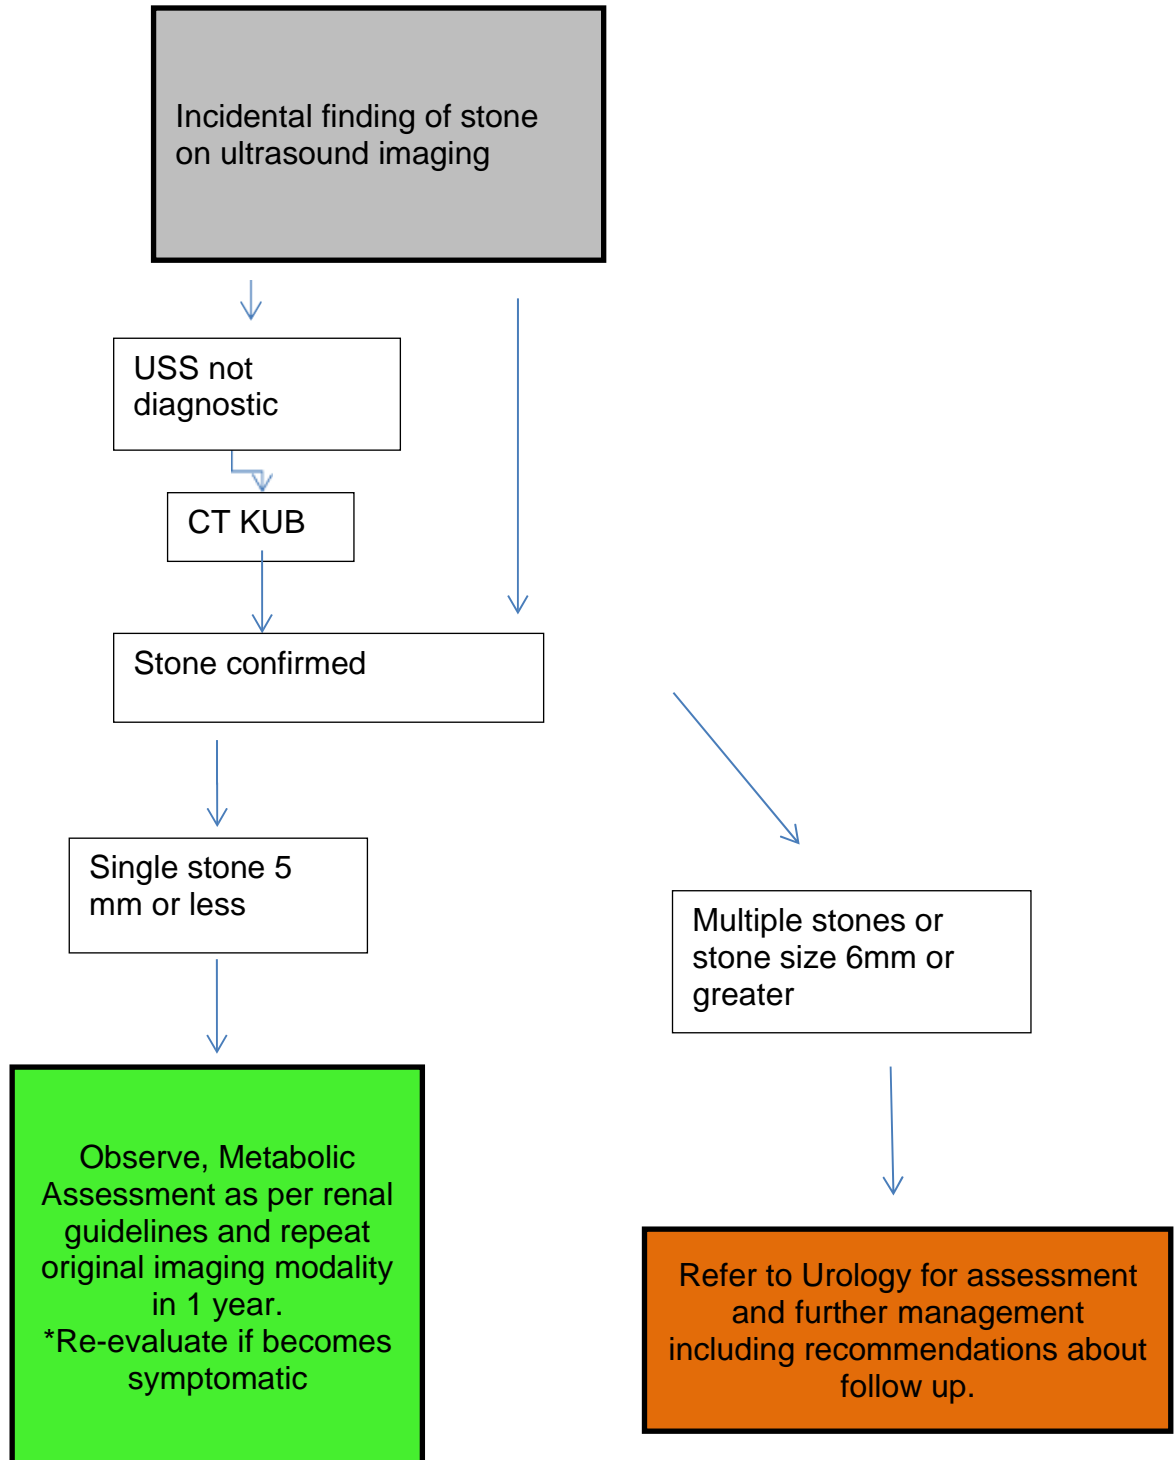 Incidental finding of stone
on ultrasound imaging
USS not
diagnostic
CT KUB
Stone confirmed
Single stone 5
mm or less
Multiple stones or
stone size 6mm or
greater
Observe, Metabolic
Assessment as per renal
guidelines and repeat
original imaging modality
in 1 year.
*Re-evaluate if becomes
symptomatic
Refer to Urology for assessment
and further management
including recommendations about
follow up.